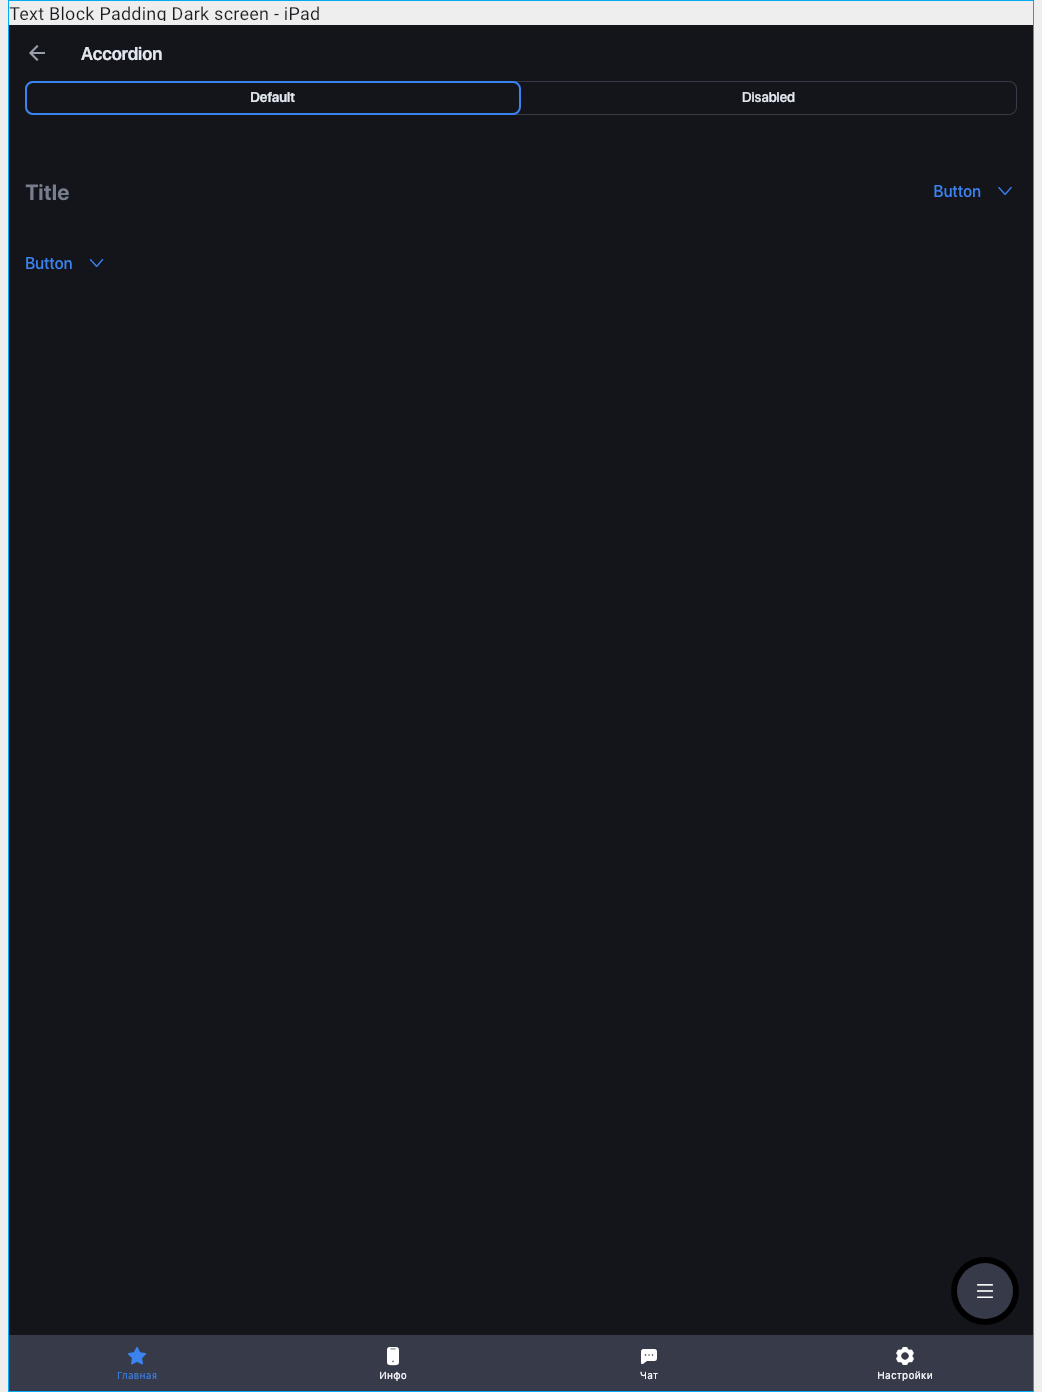 Text Block Padding Dark screen - iPad
Accordion
Default Disabled
Title Button
Button
Главная Инфо Чат Настройки